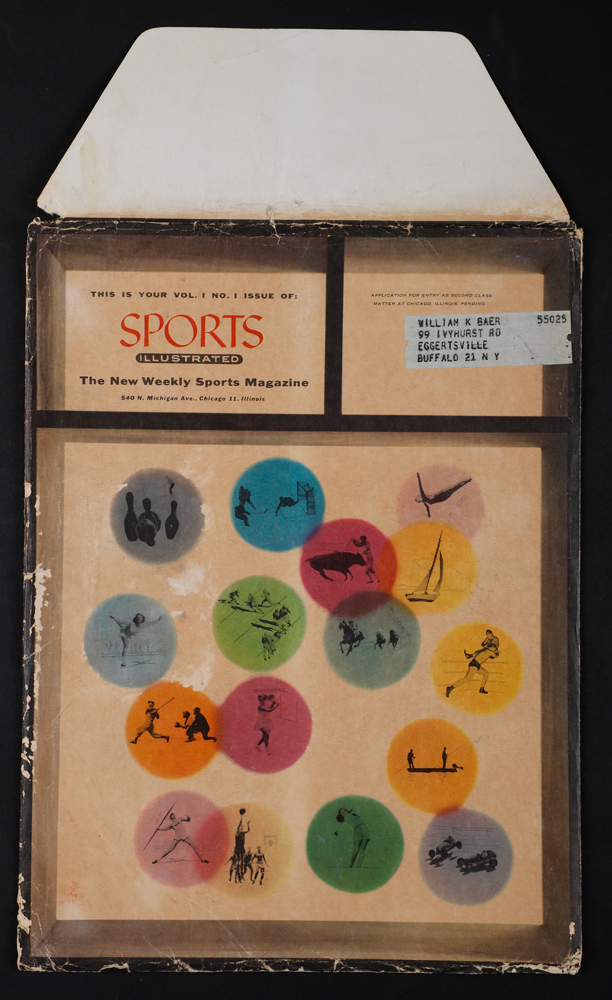 THIS IS YOUR VOL. I NO. I ISSUE OF:
SPORTS
ILLUSTRATED
The New Weekly Sports Magazine
540 N. Michigan Ave., Chicago 11, Illinois
APPLICATION FOR ENTRY AS SECOND-CLASS
MATTER AT CHICAGO, ILLINOIS PENDING
WILLIAM K BAER 55025
99 IVYHURST RD
EGGERTSVILLE
BUFFALO 21 N Y